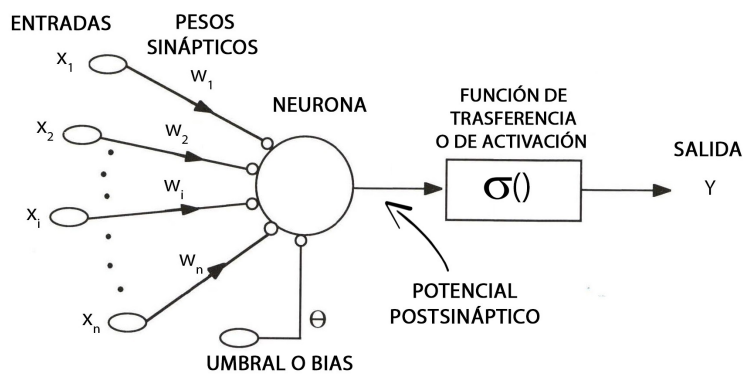 ENTRADAS
PESOS
SINÁPTICOS
x1
w1
NEURONA
FUNCIÓN DE
TRASFERENCIA
O DE ACTIVACIÓN
x2
w2
σ()
SALIDA
Y
xi
wi
xn
wn
θ
POTENCIAL
POSTSINÁPTICO
UMBRAL O BIAS